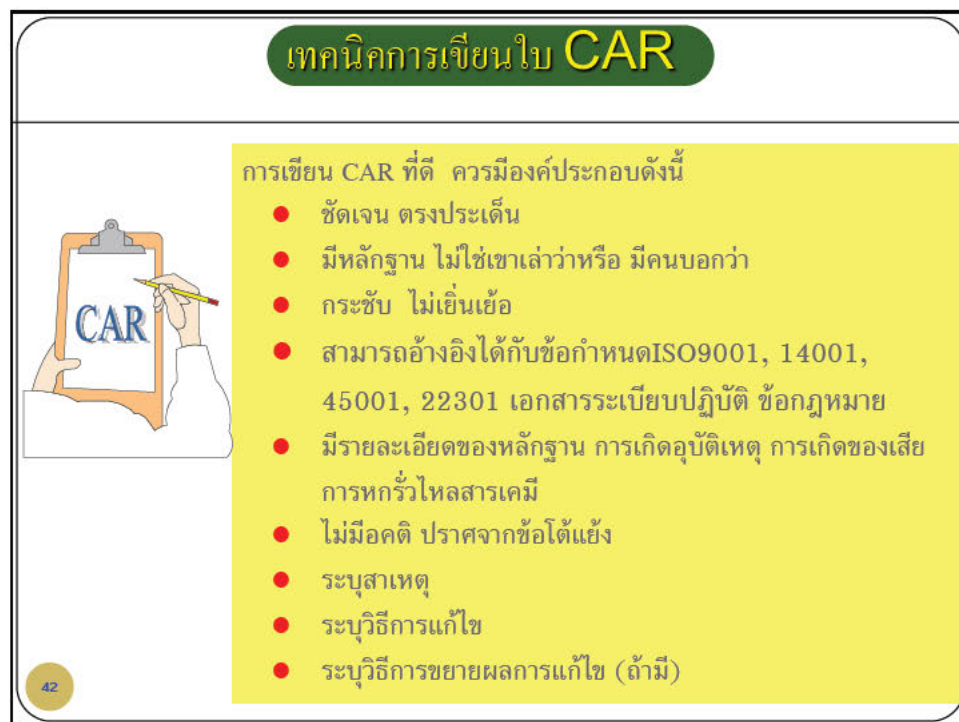 เทคนิคการเขียนใบ CAR
การเขียน CAR ที่ดี ควรมีองค์ประกอบดังนี้
● ชัดเจน ตรงประเด็น
● มีหลักฐาน ไม่ใช่เขาเล่าว่าหรือ มีคนบอกว่า
● กระชับ ไม่เยิ่นเย้อ
● สามารถอ้างอิงได้กับข้อกำหนดISO9001, 14001,
45001, 22301 เอกสารระเบียบปฏิบัติ ข้อกฎหมาย
● มีรายละเอียดของหลักฐาน การเกิดอุบัติเหตุ การเกิดของเสีย
การหกรั่วไหลสารเคมี
● ไม่มีอคติ ปราศจากข้อโต้แย้ง
● ระบุสาเหตุ
● ระบุวิธีการแก้ไข
● ระบุวิธีการขยายผลการแก้ไข (ถ้ามี)
CAR
42